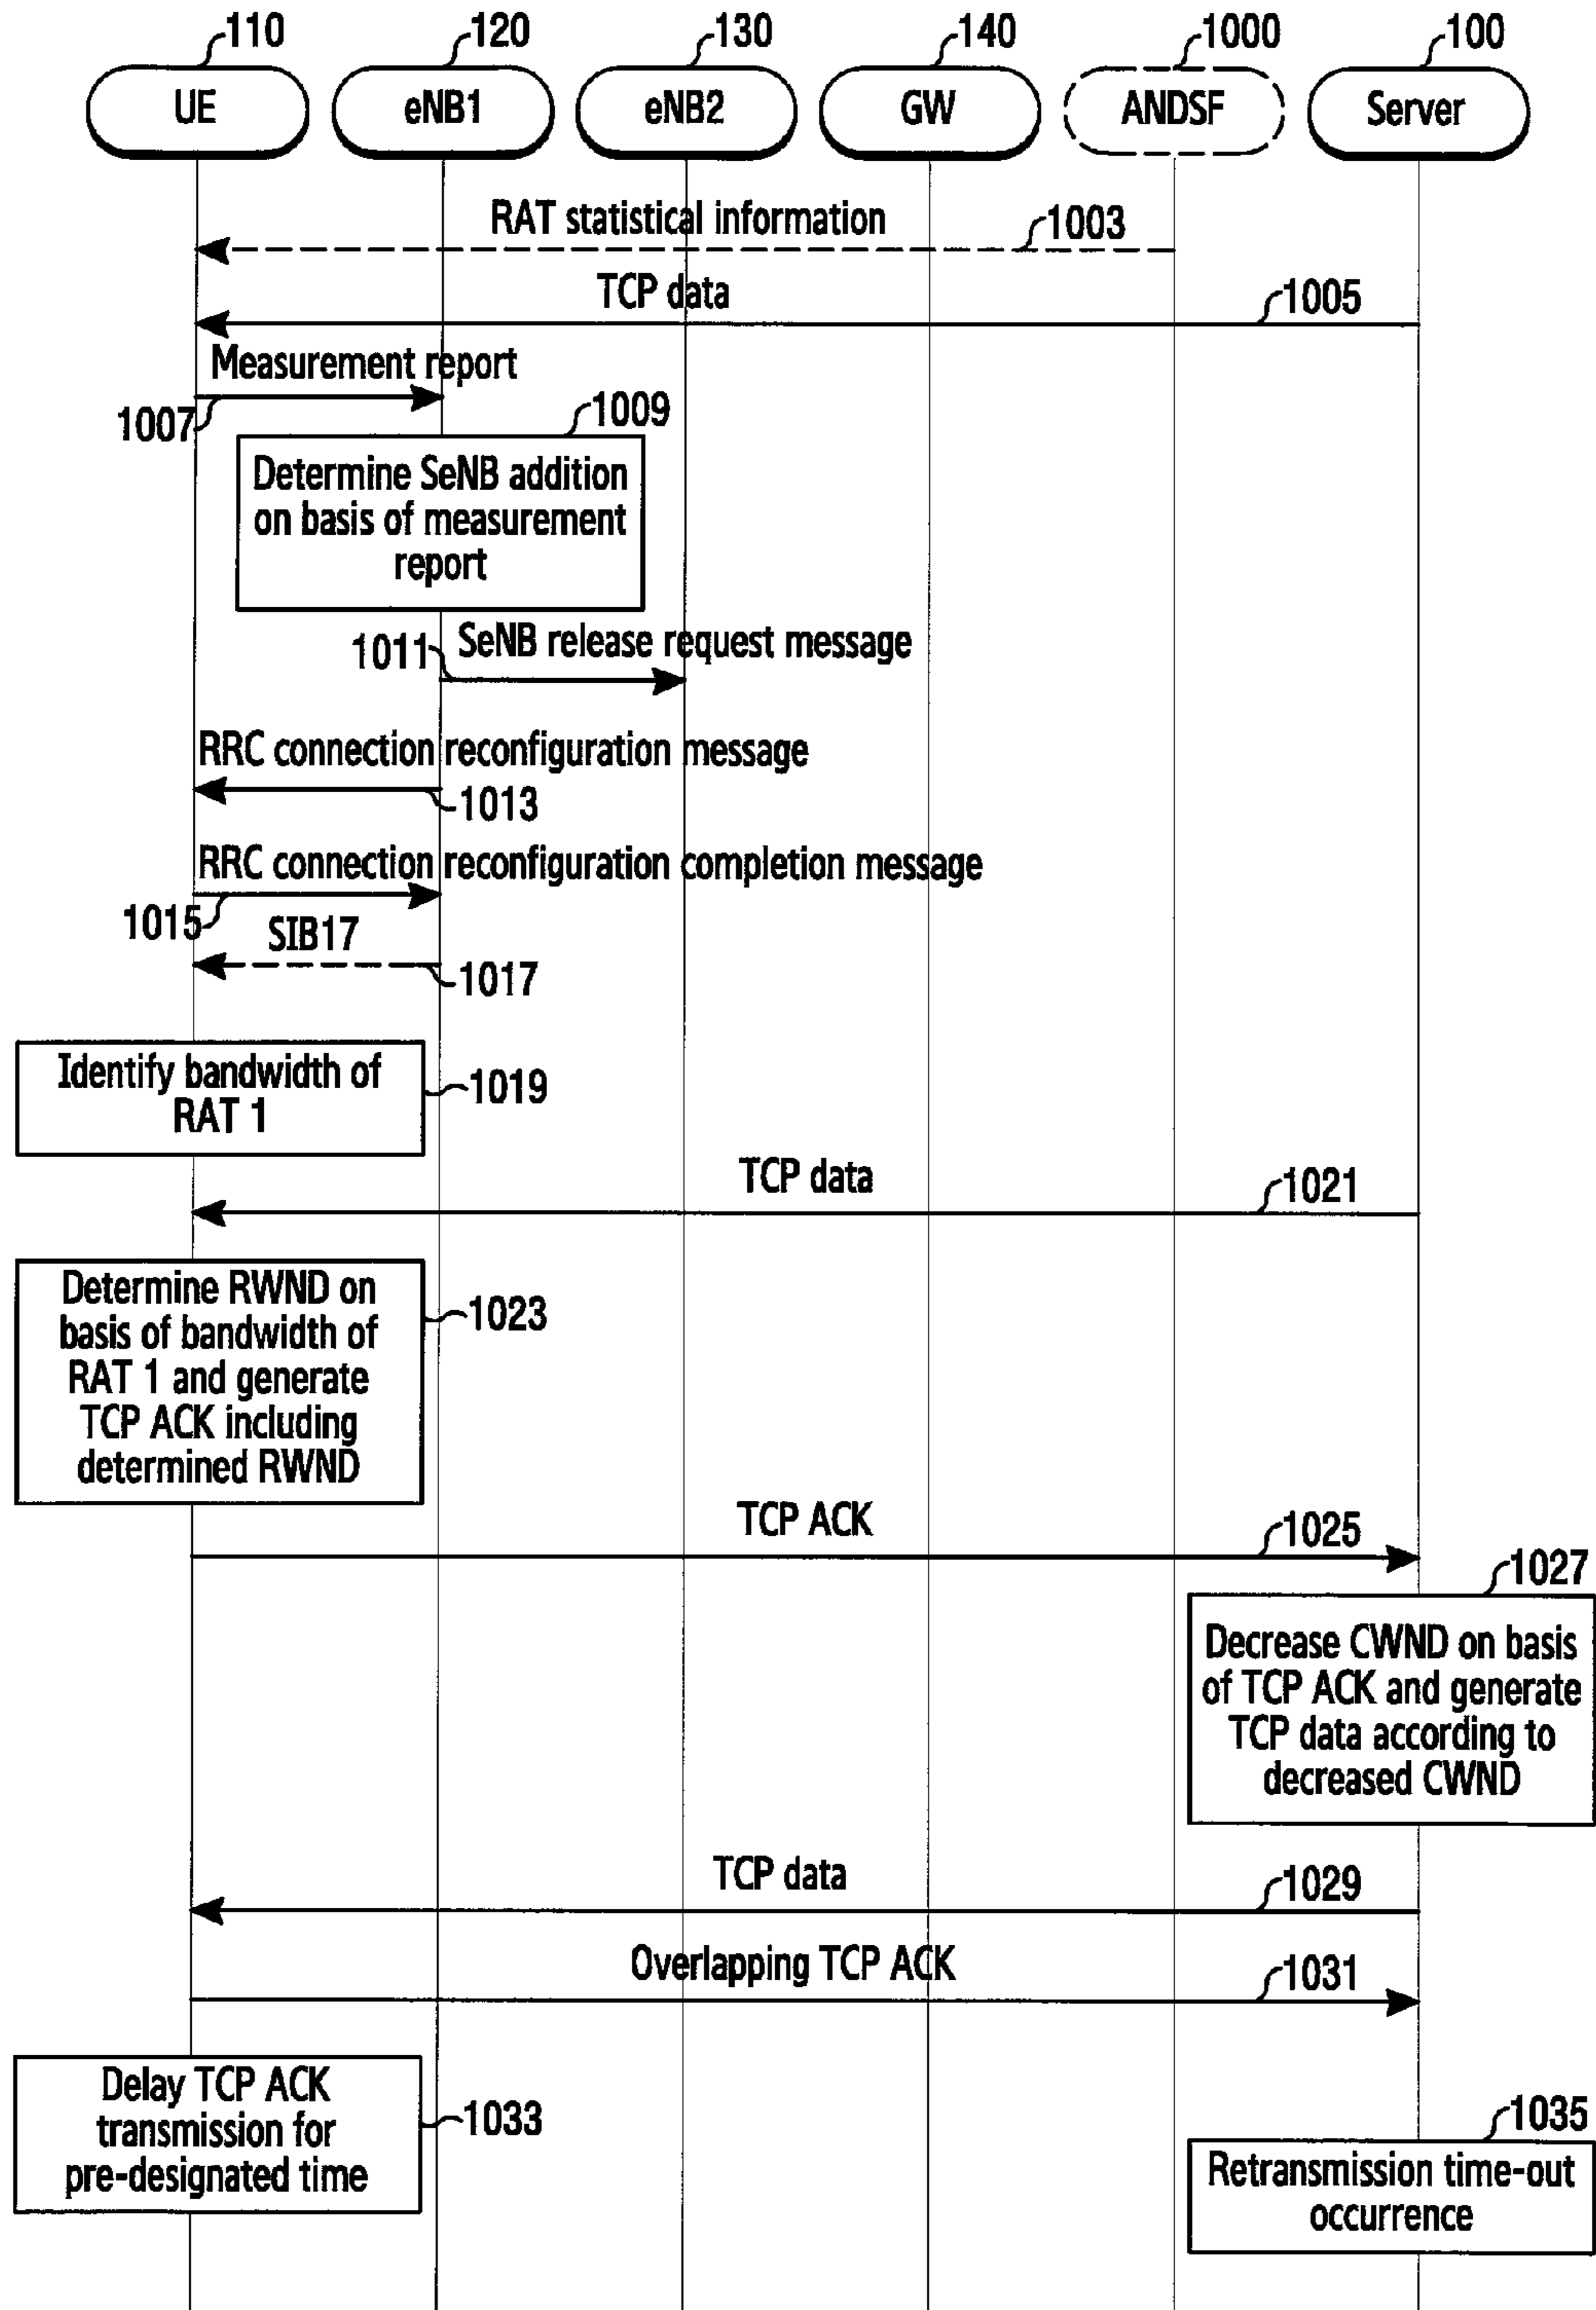 110
120
130
140
1000
100
UE
eNB1
eNB2
GW
ANDSF
Server
RAT statistical information
1003
TCP data
1005
Measurement report
1007
1009
Determine SeNB addition
on basis of measurement
report
1011
SeNB release request message
RRC connection reconfiguration message
1013
RRC connection reconfiguration completion message
1015
SIB17
1017
Identify bandwidth of
RAT 1
1019
TCP data
1021
Determine RWND on
basis of bandwidth of
RAT 1 and generate
TCP ACK including
determined RWND
1023
TCP ACK
1025
1027
Decrease CWND on basis
of TCP ACK and generate
TCP data according to
decreased CWND
TCP data
1029
Overlapping TCP ACK
1031
Delay TCP ACK
transmission for
pre-designated time
1033
1035
Retransmission time-out
occurrence